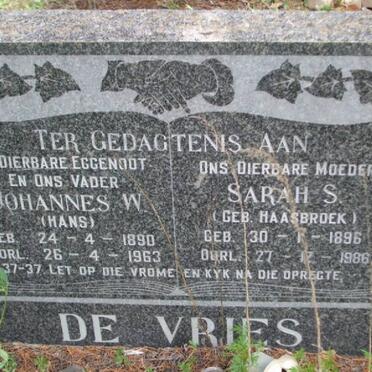 TER GEDAGTENIS AAN
DIERBARE EGGENOOT
EN ONS VADER
JOHANNES W.
(HANS)
GEB. 24-4-1890
OORL. 26-4-1963
ONS DIERBARE MOEDER
SARAH S.
(GEB. HAASBROEK)
GEB. 30-1-1896
OORL. 27-12-1986
37-37 LET OP DIE VROME EN KYK NA DIE OPREGTE
DE VRIES